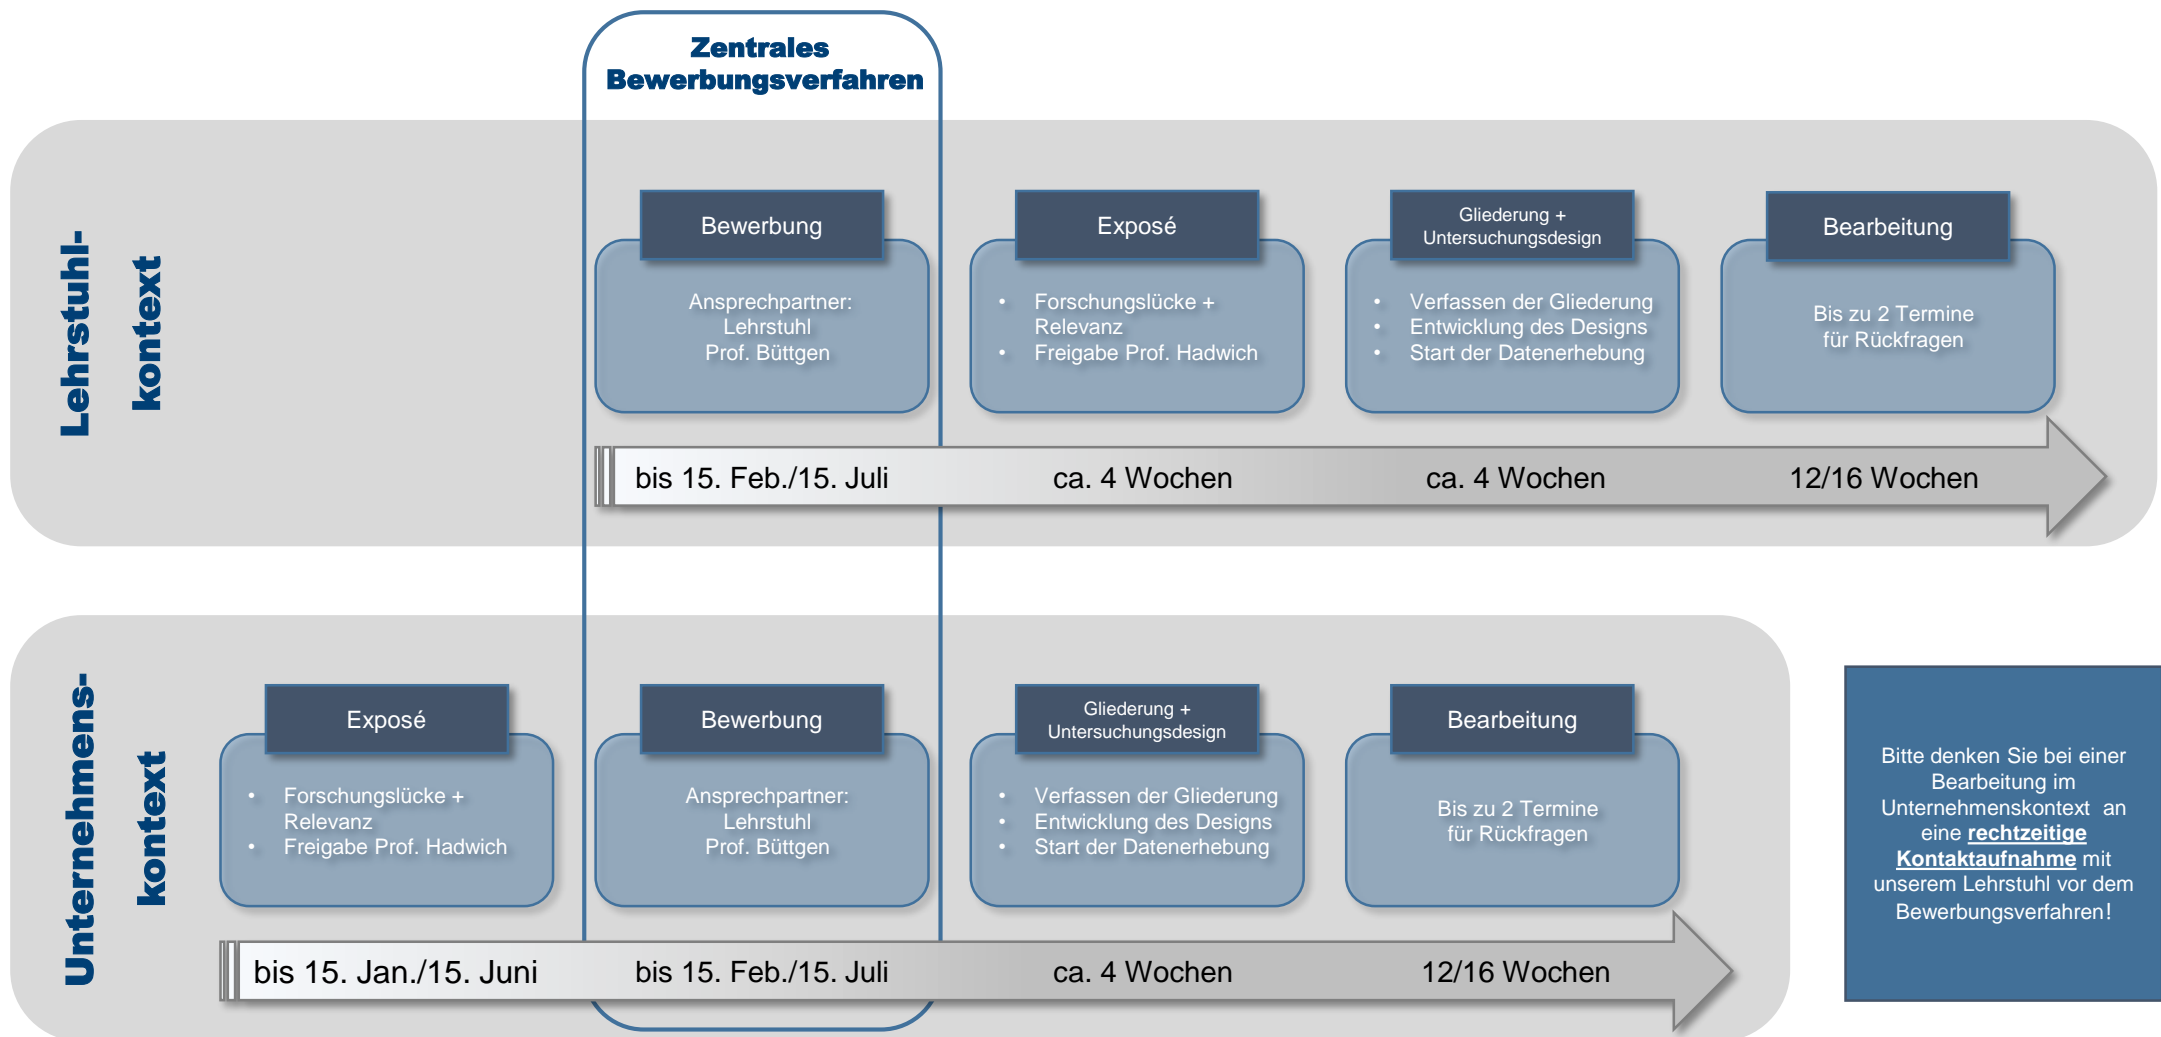 Zentrales
Bewerbungsverfahren
Lehrstuhl-
kontext
Bewerbung
Ansprechpartner:
Lehrstuhl
Prof. Büttgen
Exposé
• Forschungslücke +
Relevanz
• Freigabe Prof. Hadwich
Gliederung +
Untersuchungsdesign
• Verfassen der Gliederung
• Entwicklung des Designs
• Start der Datenerhebung
Bearbeitung
Bis zu 2 Termine
für Rückfragen
bis 15. Feb./15. Juli
ca. 4 Wochen
ca. 4 Wochen
12/16 Wochen
Unternehmens-
kontext
Exposé
• Forschungslücke +
Relevanz
• Freigabe Prof. Hadwich
Bewerbung
Ansprechpartner:
Lehrstuhl
Prof. Büttgen
Gliederung +
Untersuchungsdesign
• Verfassen der Gliederung
• Entwicklung des Designs
• Start der Datenerhebung
Bearbeitung
Bis zu 2 Termine
für Rückfragen
bis 15. Jan./15. Juni
bis 15. Feb./15. Juli
ca. 4 Wochen
12/16 Wochen
Bitte denken Sie bei einer
Bearbeitung im
Unternehmenskontext an
eine rechtzeitige
Kontaktaufnahme mit
unserem Lehrstuhl vor dem
Bewerbungsverfahren!